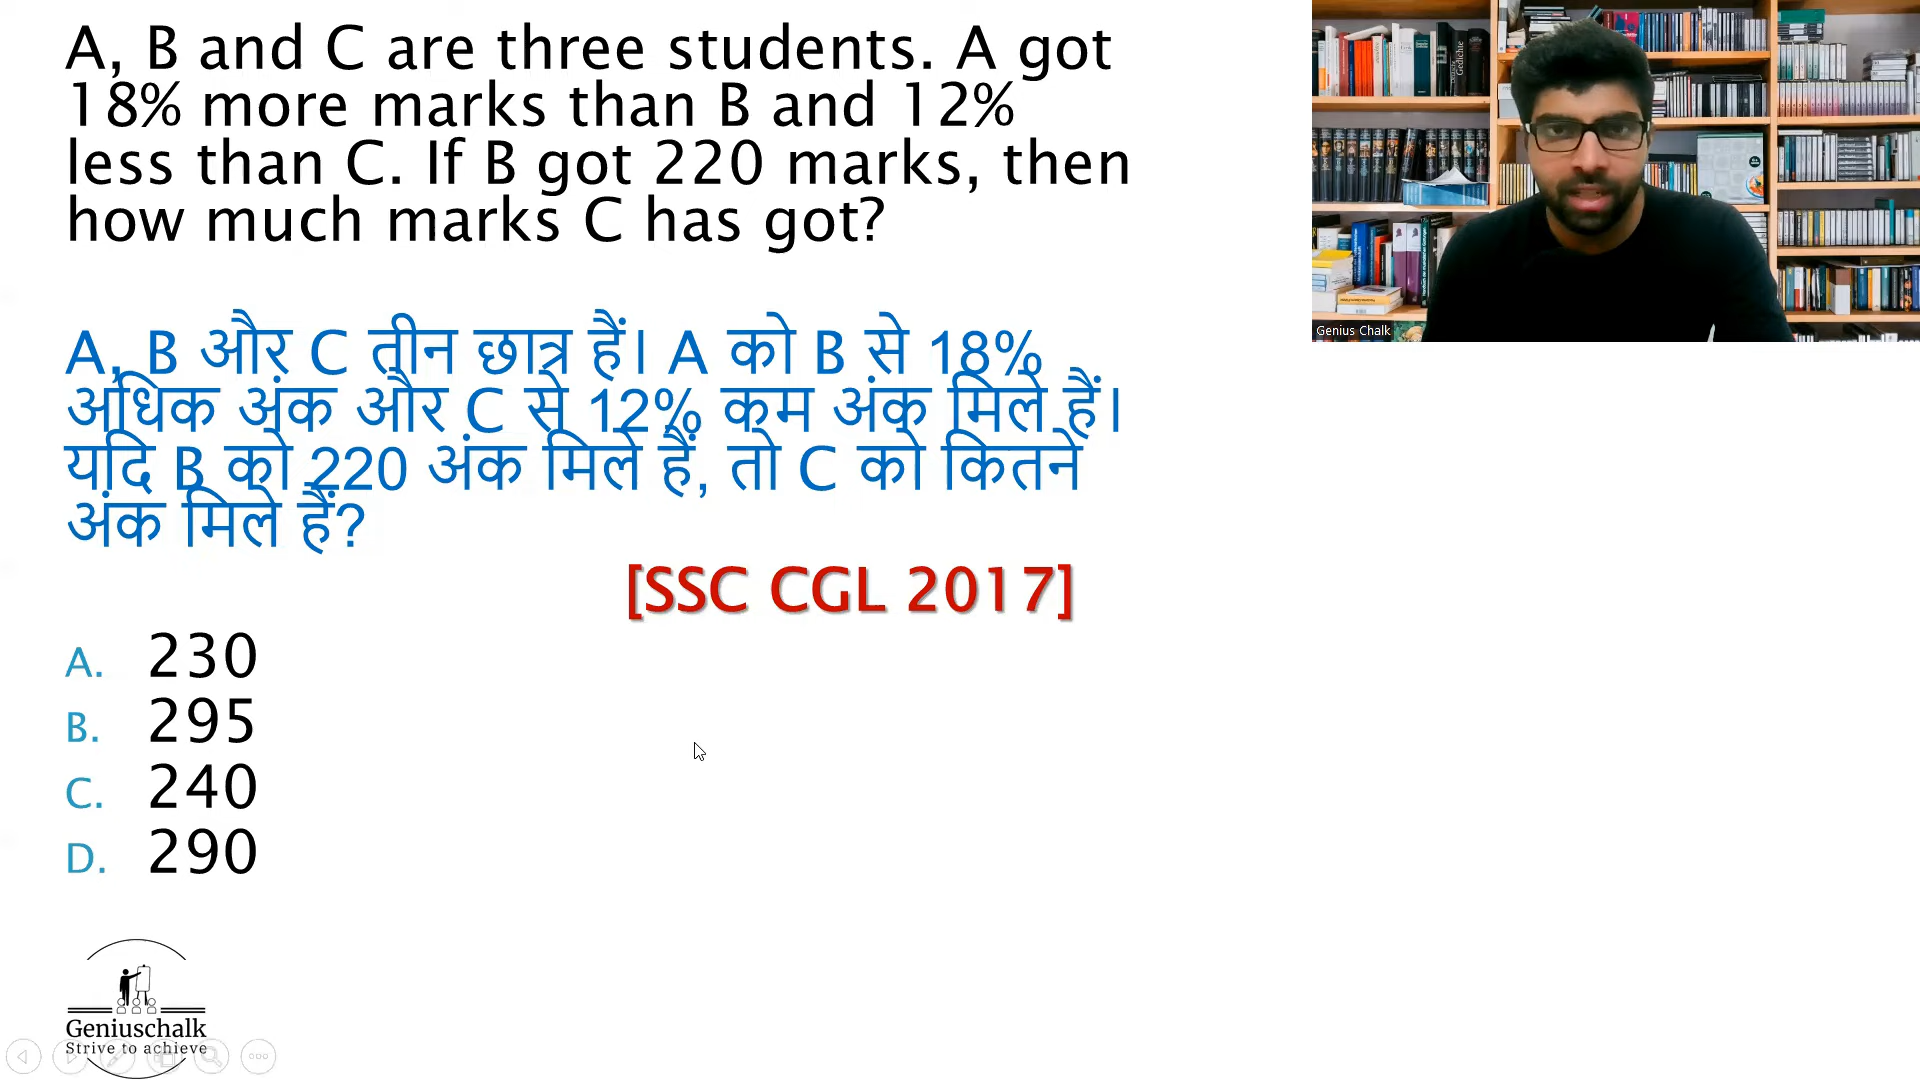 A, B and C are three students. A got
18% more marks than B and 12%
less than C. If B got 220 marks, then
how much marks C has got?
A, B और C तीन छात्र हैं। A को B से 18%
अधिक अंक और C से 12% कम अंक मिले हैं।
यदि B को 220 अंक मिले हैं, तो C को कितने
अंक मिले हैं?
[SSC CGL 2017]
A. 230
B. 295
C. 240
D. 290
Genius Chalk
Geniuschalk
Strive to achieve